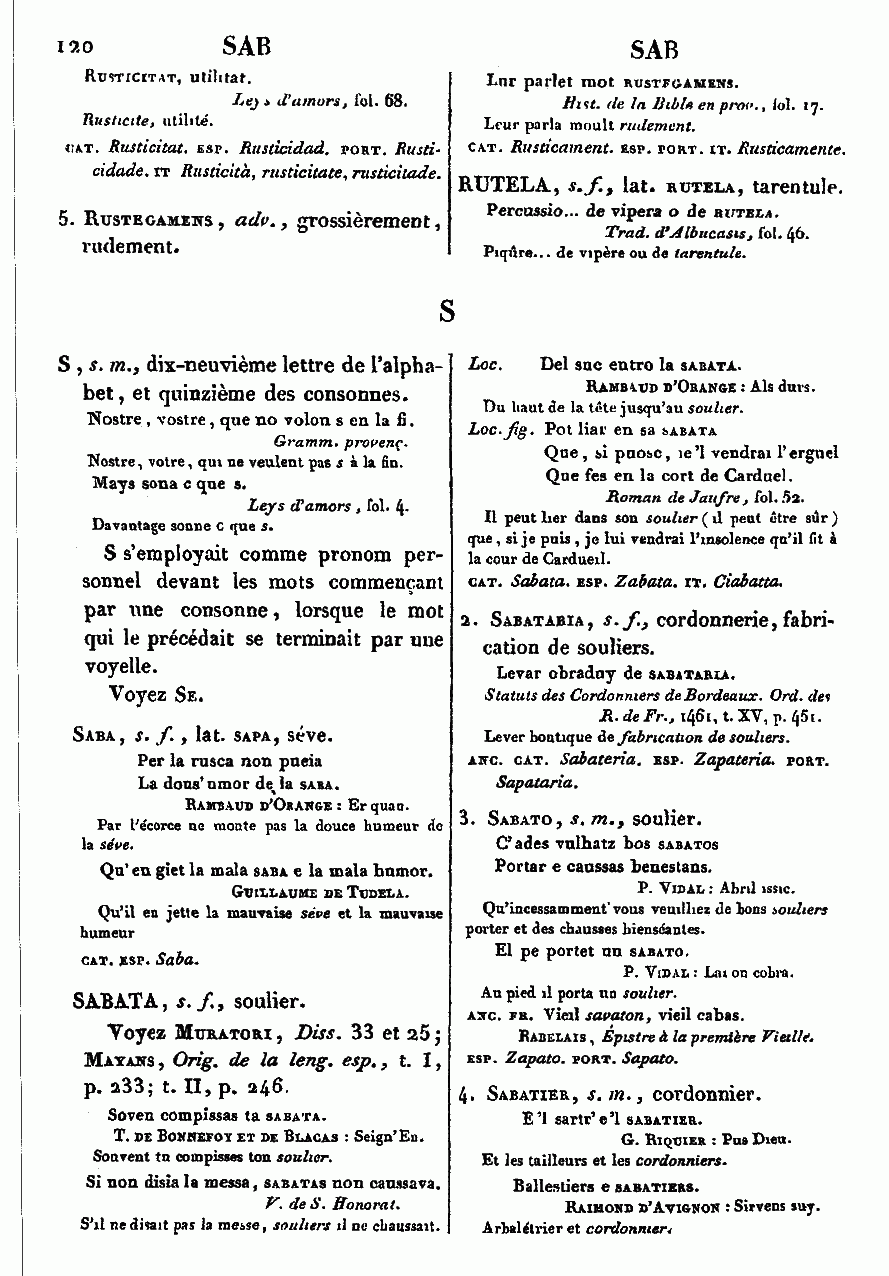 120 SAB SAB
RUSTICITAT, utilitat.
Leys d'amors, fol. 68.
Rusticite, utilité.
CAT. Rusticitat. ESP. Rusticidad. PORT. Rusti-
cidade. IT Rusticità, rusticitate, rusticitade.
5. RUSTEGAMENS, adv., grossièrement,
rudement.
Lur parlet mot RUSTEGAMENS.
Hist. de la Bible en prov., fol. 17.
Leur parla moult rudement.
CAT. Rusticament. ESP. PORT. IT. Rusticamente.
RUTELA, s. f., lat. RUTELA, tarentule.
Percussio... de vipera o de RUTELA.
Trad. d'Albucasis, fol. 46.
Piqûre... de vipère ou de tarentule.
S
S, s. m., dix-neuvième lettre de l'alpha-
bet, et quinzième des consonnes.
Nostre, vostre, que no volon s en la fi.
Gramm. provenç.
Nostre, votre, qui ne veulent pas s à la fin.
Mays sona c que s.
Leys d'amors, fol. 4.
Davantage sonne c que s.
S s'employait comme pronom per-
sonnel devant les mots commençant
par une consonne, lorsque le mot
qui le précédait se terminait par une
voyelle.
Voyez SE.
SABA, s. f., lat. SAPA, séve.
Per la rusca non pueia
La dous' umor de la SABA.
RAMBAUD D'ORANGE : Er quan.
Par l'écorce ne monte pas la douce humeur de
la séve.
Qu' en giet la mala SABA e la mala humor.
GUILLAUME DE TUDELA.
Qu'il en jette la mauvaise séve et la mauvaise
humeur
CAT. ESP. Saba.
SABATA, s. f., soulier.
Voyez MURATORI, Diss. 33 et 25;
MAYANS, Orig. de la leng. esp., t. I,
p. 233; t. II, p. 246.
Soven compissas ta SABATA.
T. DE BONNEFOY ET DE BLACAS : Seign' En.
Souvent tu compisses ton soulier.
Si non disia la messa, SABATAS non caussava.
V. de S. Honorat.
S'il ne disait pas la messe, souliers il ne chaussait.
Loc. Del suc entro la SABATA.
RAMBAUD D'ORANGE : Als durs.
Du haut de la tête jusqu'au soulier.
Loc. fig. Pot liar en sa SABATA
Que, si puosc, ie 'l vendrai l'erguel
Que fes en la cort de Carduel.
Roman de Jaufre, fol. 52.
Il peut lier dans son soulier (il peut être sûr)
que, si je puis, je lui vendrai l'insolence qu'il fit à
la cour de Cardueil.
CAT. Sabata. ESP. Zabata. IT. Ciabatta.
2. SABATARIA, s. f., cordonnerie, fabri-
cation de souliers.
Levar obraduy de SABATARIA.
Statuts des Cordonniers de Bordeaux. Ord. des
R. de Fr., 1461, t. XV, p. 451.
Lever boutique de fabrication de souliers.
ANC. CAT. Sabateria. ESP. Zapateria. PORT.
Sapataria.
3. SABATO, s. m., soulier.
C' ades vulhatz bos SABATOS
Portar e caussas benestans.
P. VIDAL : Abril issic.
Qu'incessamment vous veuilliez de bons souliers
porter et des chausses bienséantes.
El pe portet un SABATO.
P. VIDAL : Lai on cobra.
Au pied il porta un soulier.
ANC. FR. Vieil savaton, vieil cabas.
RABELAIS, Épistre à la première Vieille.
ESP. Zapato. PORT. Sapato.
4. SABATIER, s. m., cordonnier.
E 'l sartr' e 'l SABATIER.
G. RIQUIER : Pus Dieu.
Et les tailleurs et les cordonniers.
Ballestiers e SABATIERS.
RAIMOND D'AVIGNON : Sirvens suy.
Arbalétrier et cordonnier.